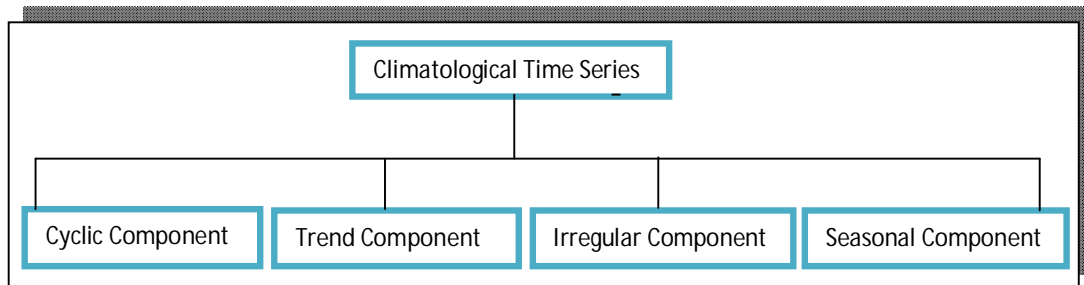 Climatological Time Series
Cyclic Component
Trend Component
Irregular Component
Seasonal Component